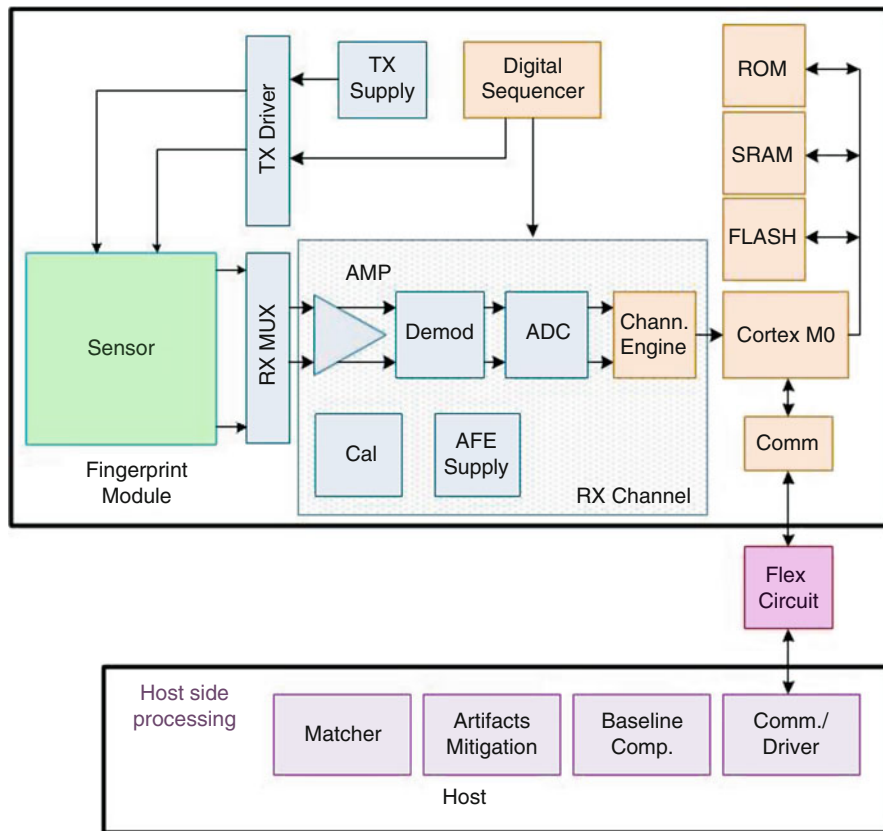 TX
Supply
Digital
Sequencer
ROM
TX Driver
SRAM
FLASH
AMP
Sensor
RX MUX
Demod
ADC
Chann.
Engine
Cortex M0
Cal
AFE
Supply
Comm
Fingerprint
Module
RX Channel
Flex
Circuit
Host side
processing
Matcher
Artifacts
Mitigation
Baseline
Comp.
Comm./
Driver
Host